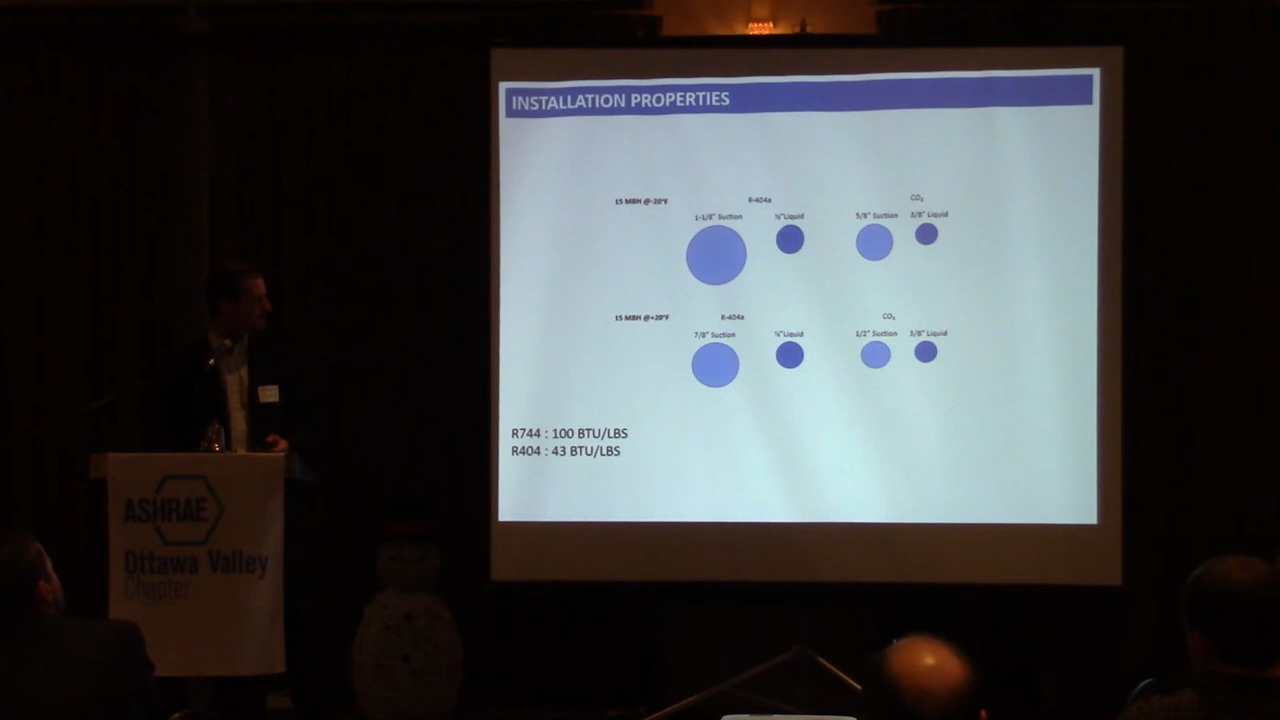 INSTALLATION PROPERTIES
15 MBH @-20°F
R-404a
CO₂
1-1/8" Suction
½"Liquid
5/8" Suction
3/8" Liquid
15 MBH @+20°F
R-404a
CO₂
7/8" Suction
½"Liquid
1/2" Suction
3/8" Liquid
R744 : 100 BTU/LBS
R404 : 43 BTU/LBS
ASHRAE
Ottawa Valley
Chapter